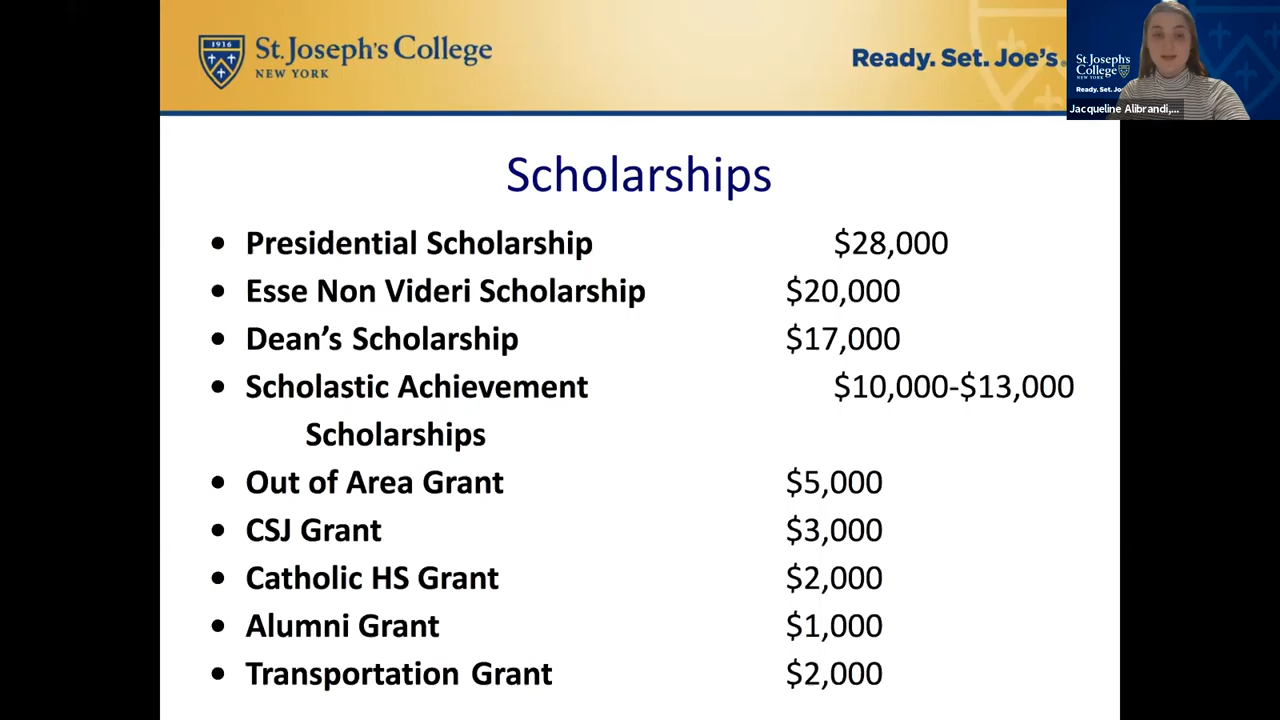 1916
St. Joseph's College
NEW YORK
Ready. Set. Joe's.
St. Joseph's
College
NEW YORK
Ready. Set. Jo
Jacqueline Alibrandi,...
Scholarships
• Presidential Scholarship $28,000
• Esse Non Videri Scholarship $20,000
• Dean's Scholarship $17,000
• Scholastic Achievement $10,000-$13,000
Scholarships
• Out of Area Grant $5,000
• CSJ Grant $3,000
• Catholic HS Grant $2,000
• Alumni Grant $1,000
• Transportation Grant $2,000